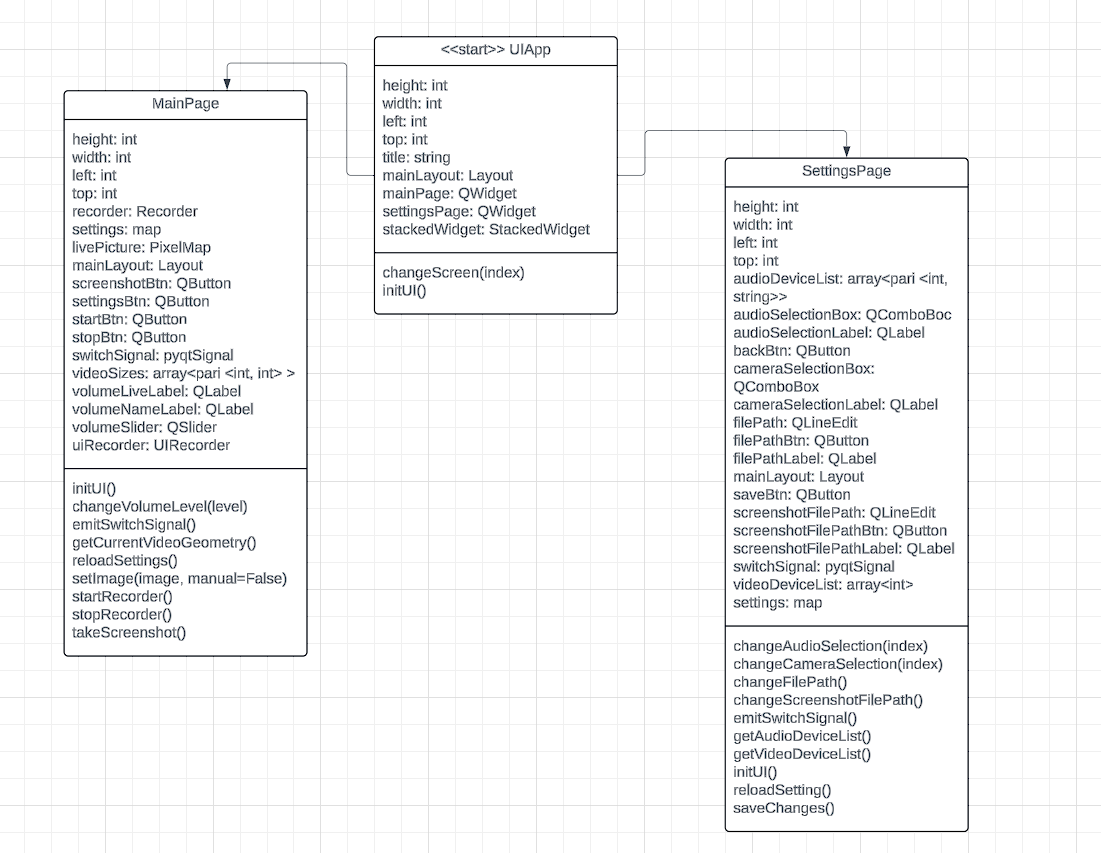 <<start>> UIApp
height: int
width: int
left: int
top: int
title: string
mainLayout: Layout
mainPage: QWidget
settingsPage: QWidget
stackedWidget: StackedWidget
changeScreen(index)
initUI()
MainPage
height: int
width: int
left: int
top: int
recorder: Recorder
settings: map
livePicture: PixelMap
mainLayout: Layout
screenshotBtn: QButton
settingsBtn: QButton
startBtn: QButton
stopBtn: QButton
switchSignal: pyqtSignal
videoSizes: array<pari <int, int> >
volumeLiveLabel: QLabel
volumeNameLabel: QLabel
volumeSlider: QSlider
uiRecorder: UIRecorder
initUI()
changeVolumeLevel(level)
emitSwitchSignal()
getCurrentVideoGeometry()
reloadSettings()
setImage(image, manual=False)
startRecorder()
stopRecorder()
takeScreenshot()
SettingsPage
height: int
width: int
left: int
top: int
audioDeviceList: array<pari <int,
string>>
audioSelectionBox: QComboBoc
audioSelectionLabel: QLabel
backBtn: QButton
cameraSelectionBox:
QComboBox
cameraSelectionLabel: QLabel
filePath: QLineEdit
filePathBtn: QButton
filePathLabel: QLabel
mainLayout: Layout
saveBtn: QButton
screenshotFilePath: QLineEdit
screenshotFilePathBtn: QButton
screenshotFilePathLabel: QLabel
switchSignal: pyqtSignal
videoDeviceList: array<int>
settings: map
changeAudioSelection(index)
changeCameraSelection(index)
changeFilePath()
changeScreenshotFilePath()
emitSwitchSignal()
getAudioDeviceList()
getVideoDeviceList()
initUI()
reloadSetting()
saveChanges()